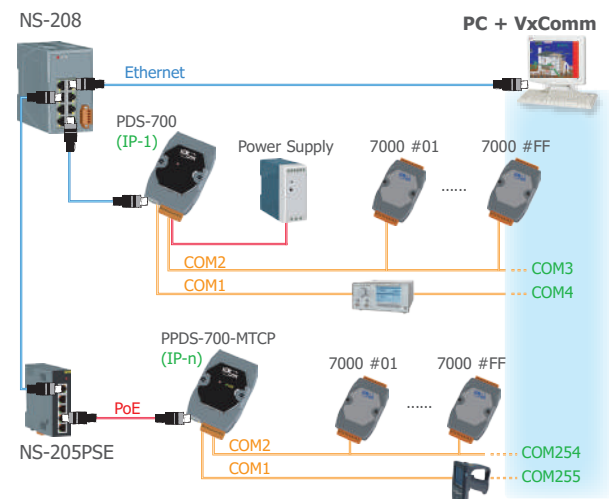 NS-208
PC + VxComm
Ethernet
PDS-700
(IP-1)
Power Supply
7000 #01
7000 #FF
......
COM2
COM3
COM1
COM4
PPDS-700-MTCP
(IP-n)
7000 #01
7000 #FF
......
PoE
NS-205PSE
COM2
COM254
COM1
COM255